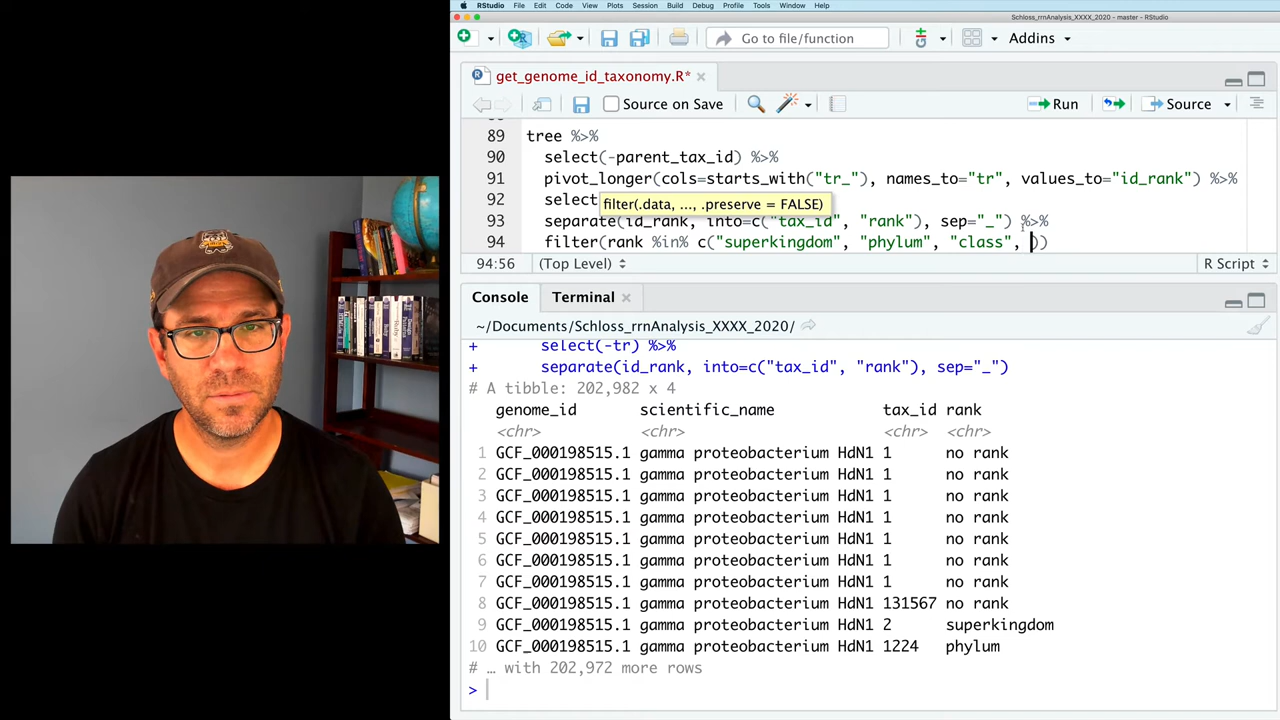 RStudio File Edit Code View Plots Session Build Debug Profile Tools Window Help
Schloss_rrnAnalysis_XXXX_2020 - master - RStudio
Go to file/function Addins
get_genome_id_taxonomy.R*
Source on Save Run Source
89 tree %>%
90 select(-parent_tax_id) %>%
91 pivot_longer(cols=starts_with("tr_"), names_to="tr", values_to="id_rank") %>%
92 select
filter(.data, ..., .preserve = FALSE)
93 separate(id_rank, into=c("tax_id", "rank"), sep="_") %>%
94 filter(rank %in% c("superkingdom", "phylum", "class", ))
94:56 (Top Level) R Script
Console Terminal
~/Documents/Schloss_rrnAnalysis_XXXX_2020/
+ select(-tr) %>%
+ separate(id_rank, into=c("tax_id", "rank"), sep="_")
# A tibble: 202,982 x 4
genome_id scientific_name tax_id rank
<chr> <chr> <chr> <chr>
1 GCF_000198515.1 gamma proteobacterium HdN1 1 no rank
2 GCF_000198515.1 gamma proteobacterium HdN1 1 no rank
3 GCF_000198515.1 gamma proteobacterium HdN1 1 no rank
4 GCF_000198515.1 gamma proteobacterium HdN1 1 no rank
5 GCF_000198515.1 gamma proteobacterium HdN1 1 no rank
6 GCF_000198515.1 gamma proteobacterium HdN1 1 no rank
7 GCF_000198515.1 gamma proteobacterium HdN1 1 no rank
8 GCF_000198515.1 gamma proteobacterium HdN1 131567 no rank
9 GCF_000198515.1 gamma proteobacterium HdN1 2 superkingdom
10 GCF_000198515.1 gamma proteobacterium HdN1 1224 phylum
# … with 202,972 more rows
>